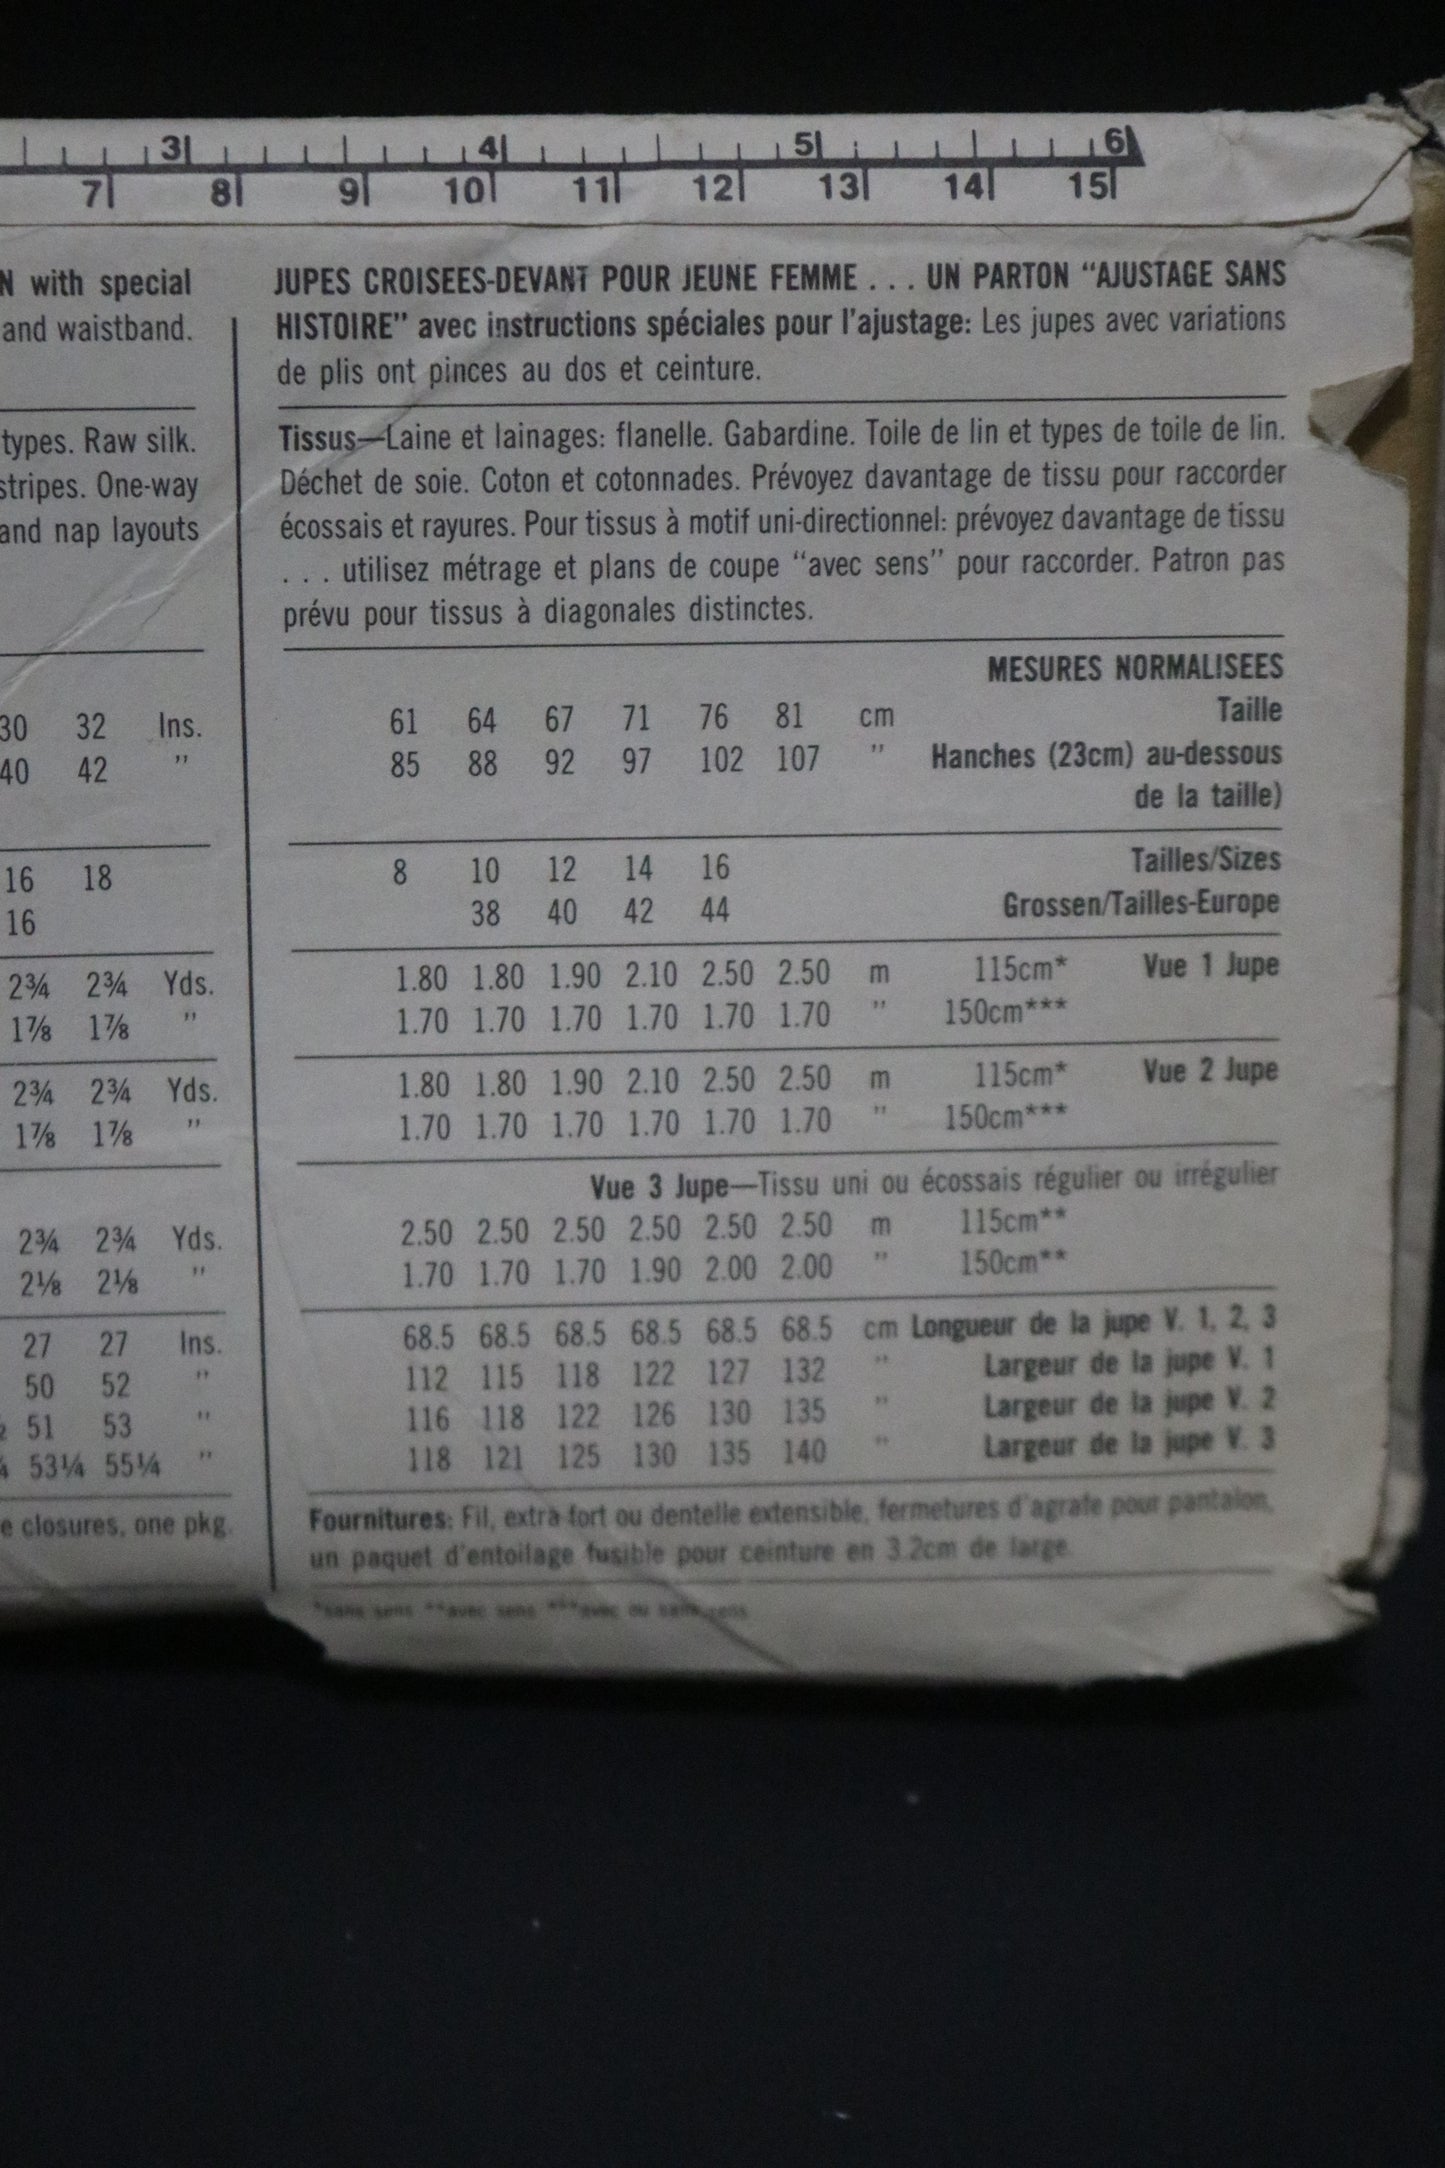 3 4 5 6
7 8 9 10 11 12 13 14 15
N with special
and waistband.
types. Raw silk.
stripes. One-way
and nap layouts
30 32 Ins.
40 42 "
16 18
16
2¾ 2¾ Yds.
1⅞ 1⅞ "
2¾ 2¾ Yds.
1⅞ 1⅞ "
2¾ 2¾ Yds.
2⅛ 2⅛ "
27 27 Ins.
50 52 "
51 53 "
53¼ 55¼ "
e closures, one pkg.
JUPES CROISEES-DEVANT POUR JEUNE FEMME . . . UN PARTON “AJUSTAGE SANS
HISTOIRE” avec instructions spéciales pour l'ajustage: Les jupes avec variations
de plis ont pinces au dos et ceinture.
Tissus—Laine et lainages: flanelle. Gabardine. Toile de lin et types de toile de lin.
Déchet de soie. Coton et cotonnades. Prévoyez davantage de tissu pour raccorder
écossais et rayures. Pour tissus à motif uni-directionnel: prévoyez davantage de tissu
. . . utilisez métrage et plans de coupe “avec sens” pour raccorder. Patron pas
prévu pour tissus à diagonales distinctes.
MESURES NORMALISEES
61 64 67 71 76 81 cm Taille
85 88 92 97 102 107 " Hanches (23cm) au-dessous
de la taille)
8 10 12 14 16 Tailles/Sizes
38 40 42 44 Grossen/Tailles-Europe
1.80 1.80 1.90 2.10 2.50 2.50 m 115cm* Vue 1 Jupe
1.70 1.70 1.70 1.70 1.70 1.70 " 150cm***
1.80 1.80 1.90 2.10 2.50 2.50 m 115cm* Vue 2 Jupe
1.70 1.70 1.70 1.70 1.70 1.70 " 150cm***
Vue 3 Jupe—Tissu uni ou écossais régulier ou irrégulier
2.50 2.50 2.50 2.50 2.50 2.50 m 115cm**
1.70 1.70 1.70 1.90 2.00 2.00 " 150cm**
68.5 68.5 68.5 68.5 68.5 68.5 cm Longueur de la jupe V. 1, 2, 3
112 115 118 122 127 132 " Largeur de la jupe V. 1
116 118 122 126 130 135 " Largeur de la jupe V. 2
118 121 125 130 135 140 " Largeur de la jupe V. 3
Fournitures: Fil, extra-fort ou dentelle extensible, fermetures d'agrafe pour pantalon,
un paquet d'entoilage fusible pour ceinture en 3.2cm de large.
*sans sens **avec sens ***avec ou sans sens